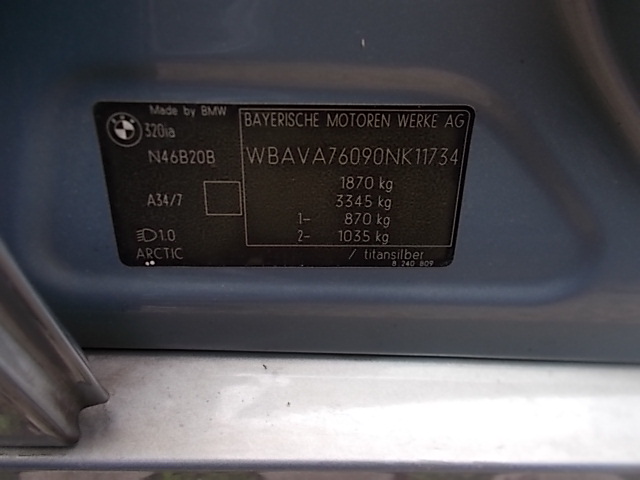 Made by BMW
320ia
N46B20B
A34/7
1.0
ARCTIC
BAYERISCHE MOTOREN WERKE AG
WBAVA76090NK11734
1870 kg
3345 kg
1- 870 kg
2- 1035 kg
/ titansilber
8 240 809